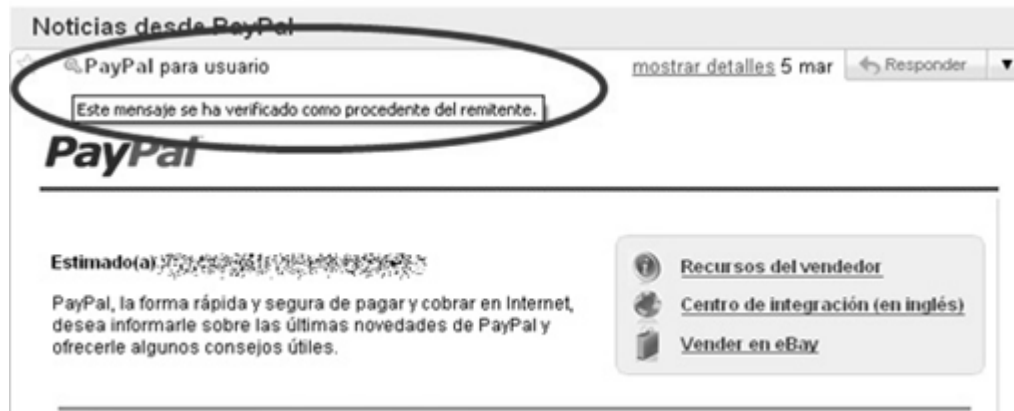 Noticias desde PayPal
PayPal para usuario
mostrar detalles 5 mar
Responder
Este mensaje se ha verificado como procedente del remitente.
PayPal
Estimado(a)
PayPal, la forma rápida y segura de pagar y cobrar en Internet,
desea informarle sobre las últimas novedades de PayPal y
ofrecerle algunos consejos útiles.
Recursos del vendedor
Centro de integración (en inglés)
Vender en eBay